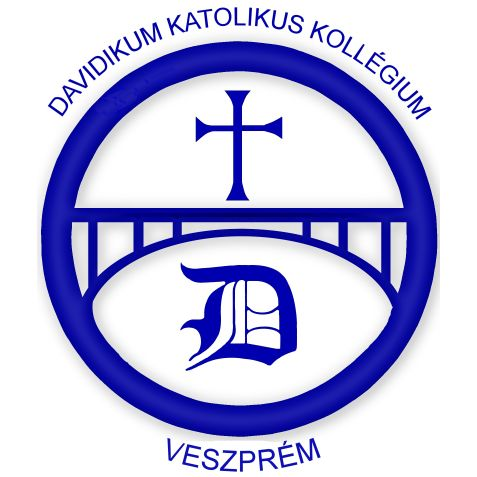 DAVIDIKUM KATOLIKUS KOLLÉGIUM
D
VESZPRÉM